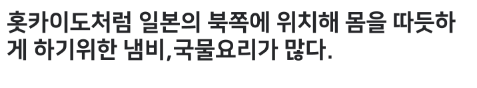 홋카이도처럼 일본의 북쪽에 위치해 몸을 따듯하
게 하기위한 냄비,국물요리가 많다.